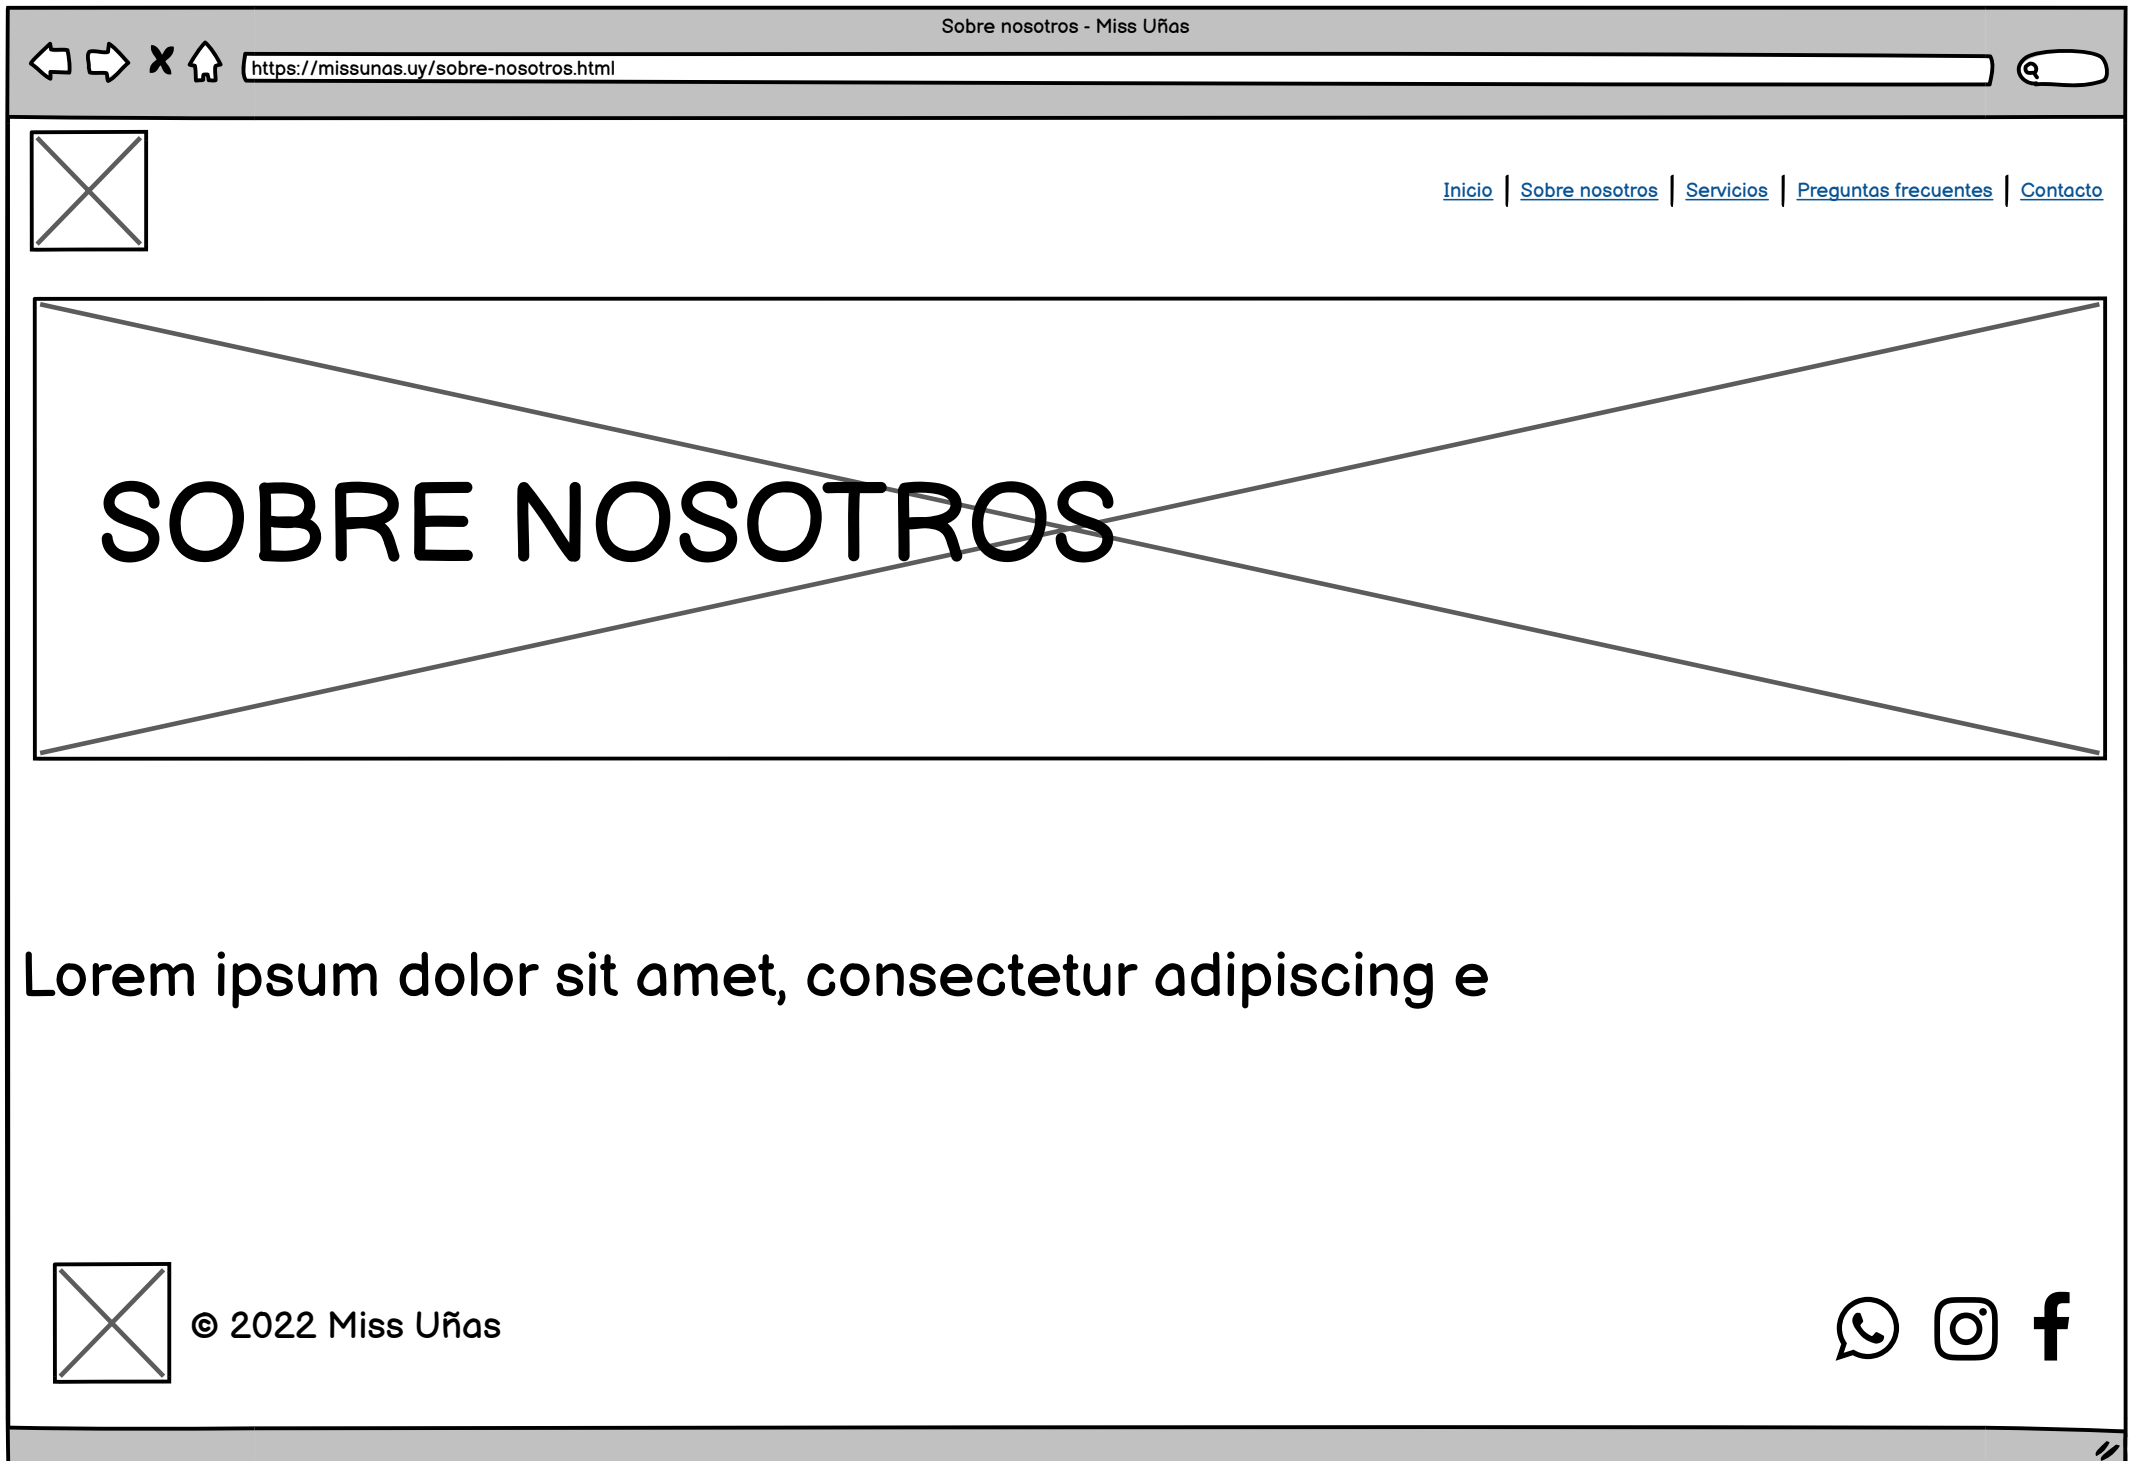 Sobre nosotros - Miss Uñas
https://missunas.uy/sobre-nosotros.html
Inicio | Sobre nosotros | Servicios | Preguntas frecuentes | Contacto
SOBRE NOSOTROS
Lorem ipsum dolor sit amet, consectetur adipiscing e
© 2022 Miss Uñas